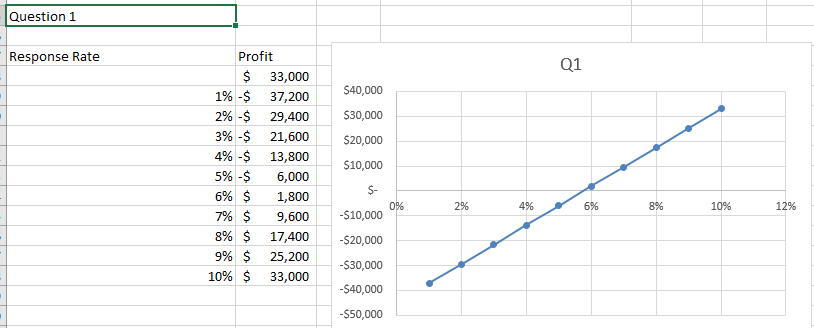 Question 1
Response Rate Profit
$ 33,000
1% -$ 37,200
2% -$ 29,400
3% -$ 21,600
4% -$ 13,800
5% -$ 6,000
6% $ 1,800
7% $ 9,600
8% $ 17,400
9% $ 25,200
10% $ 33,000
Q1
$40,000
$30,000
$20,000
$10,000
$-
-$10,000
-$20,000
-$30,000
-$40,000
-$50,000
0% 2% 4% 6% 8% 10% 12%